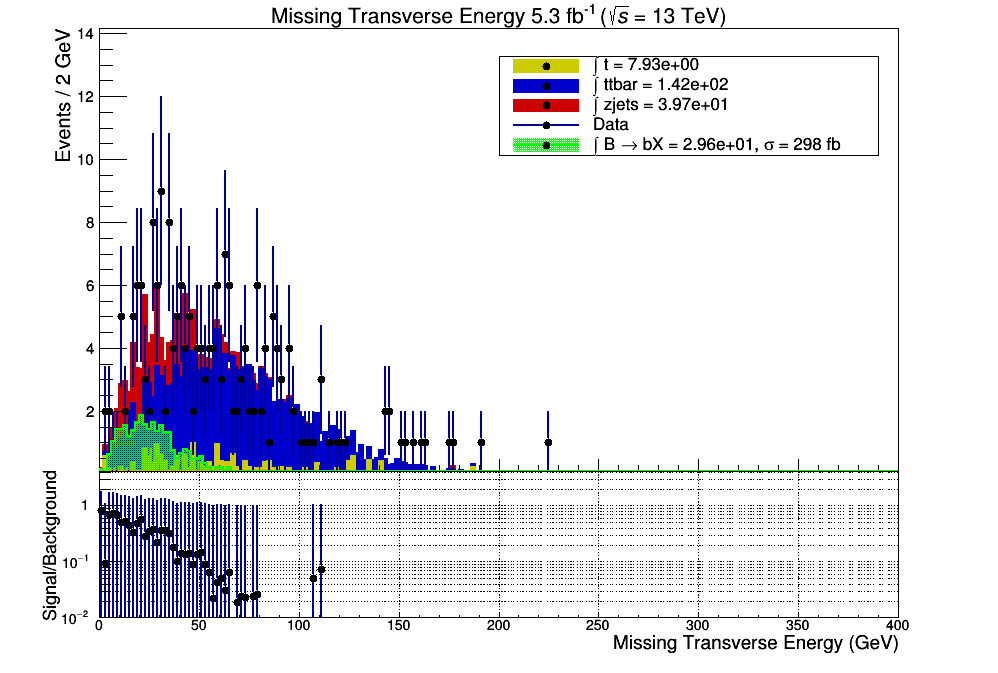 Missing Transverse Energy 5.3 fb⁻¹ (√s = 13 TeV)
Events / 2 GeV
14
12
10
8
6
4
2
∫ t = 7.93e+00
∫ ttbar = 1.42e+02
∫ zjets = 3.97e+01
Data
∫ B → bX = 2.96e+01, σ = 298 fb
Signal/Background
1
10⁻¹
10⁻²
0 50 100 150 200 250 300 350 400
Missing Transverse Energy (GeV)